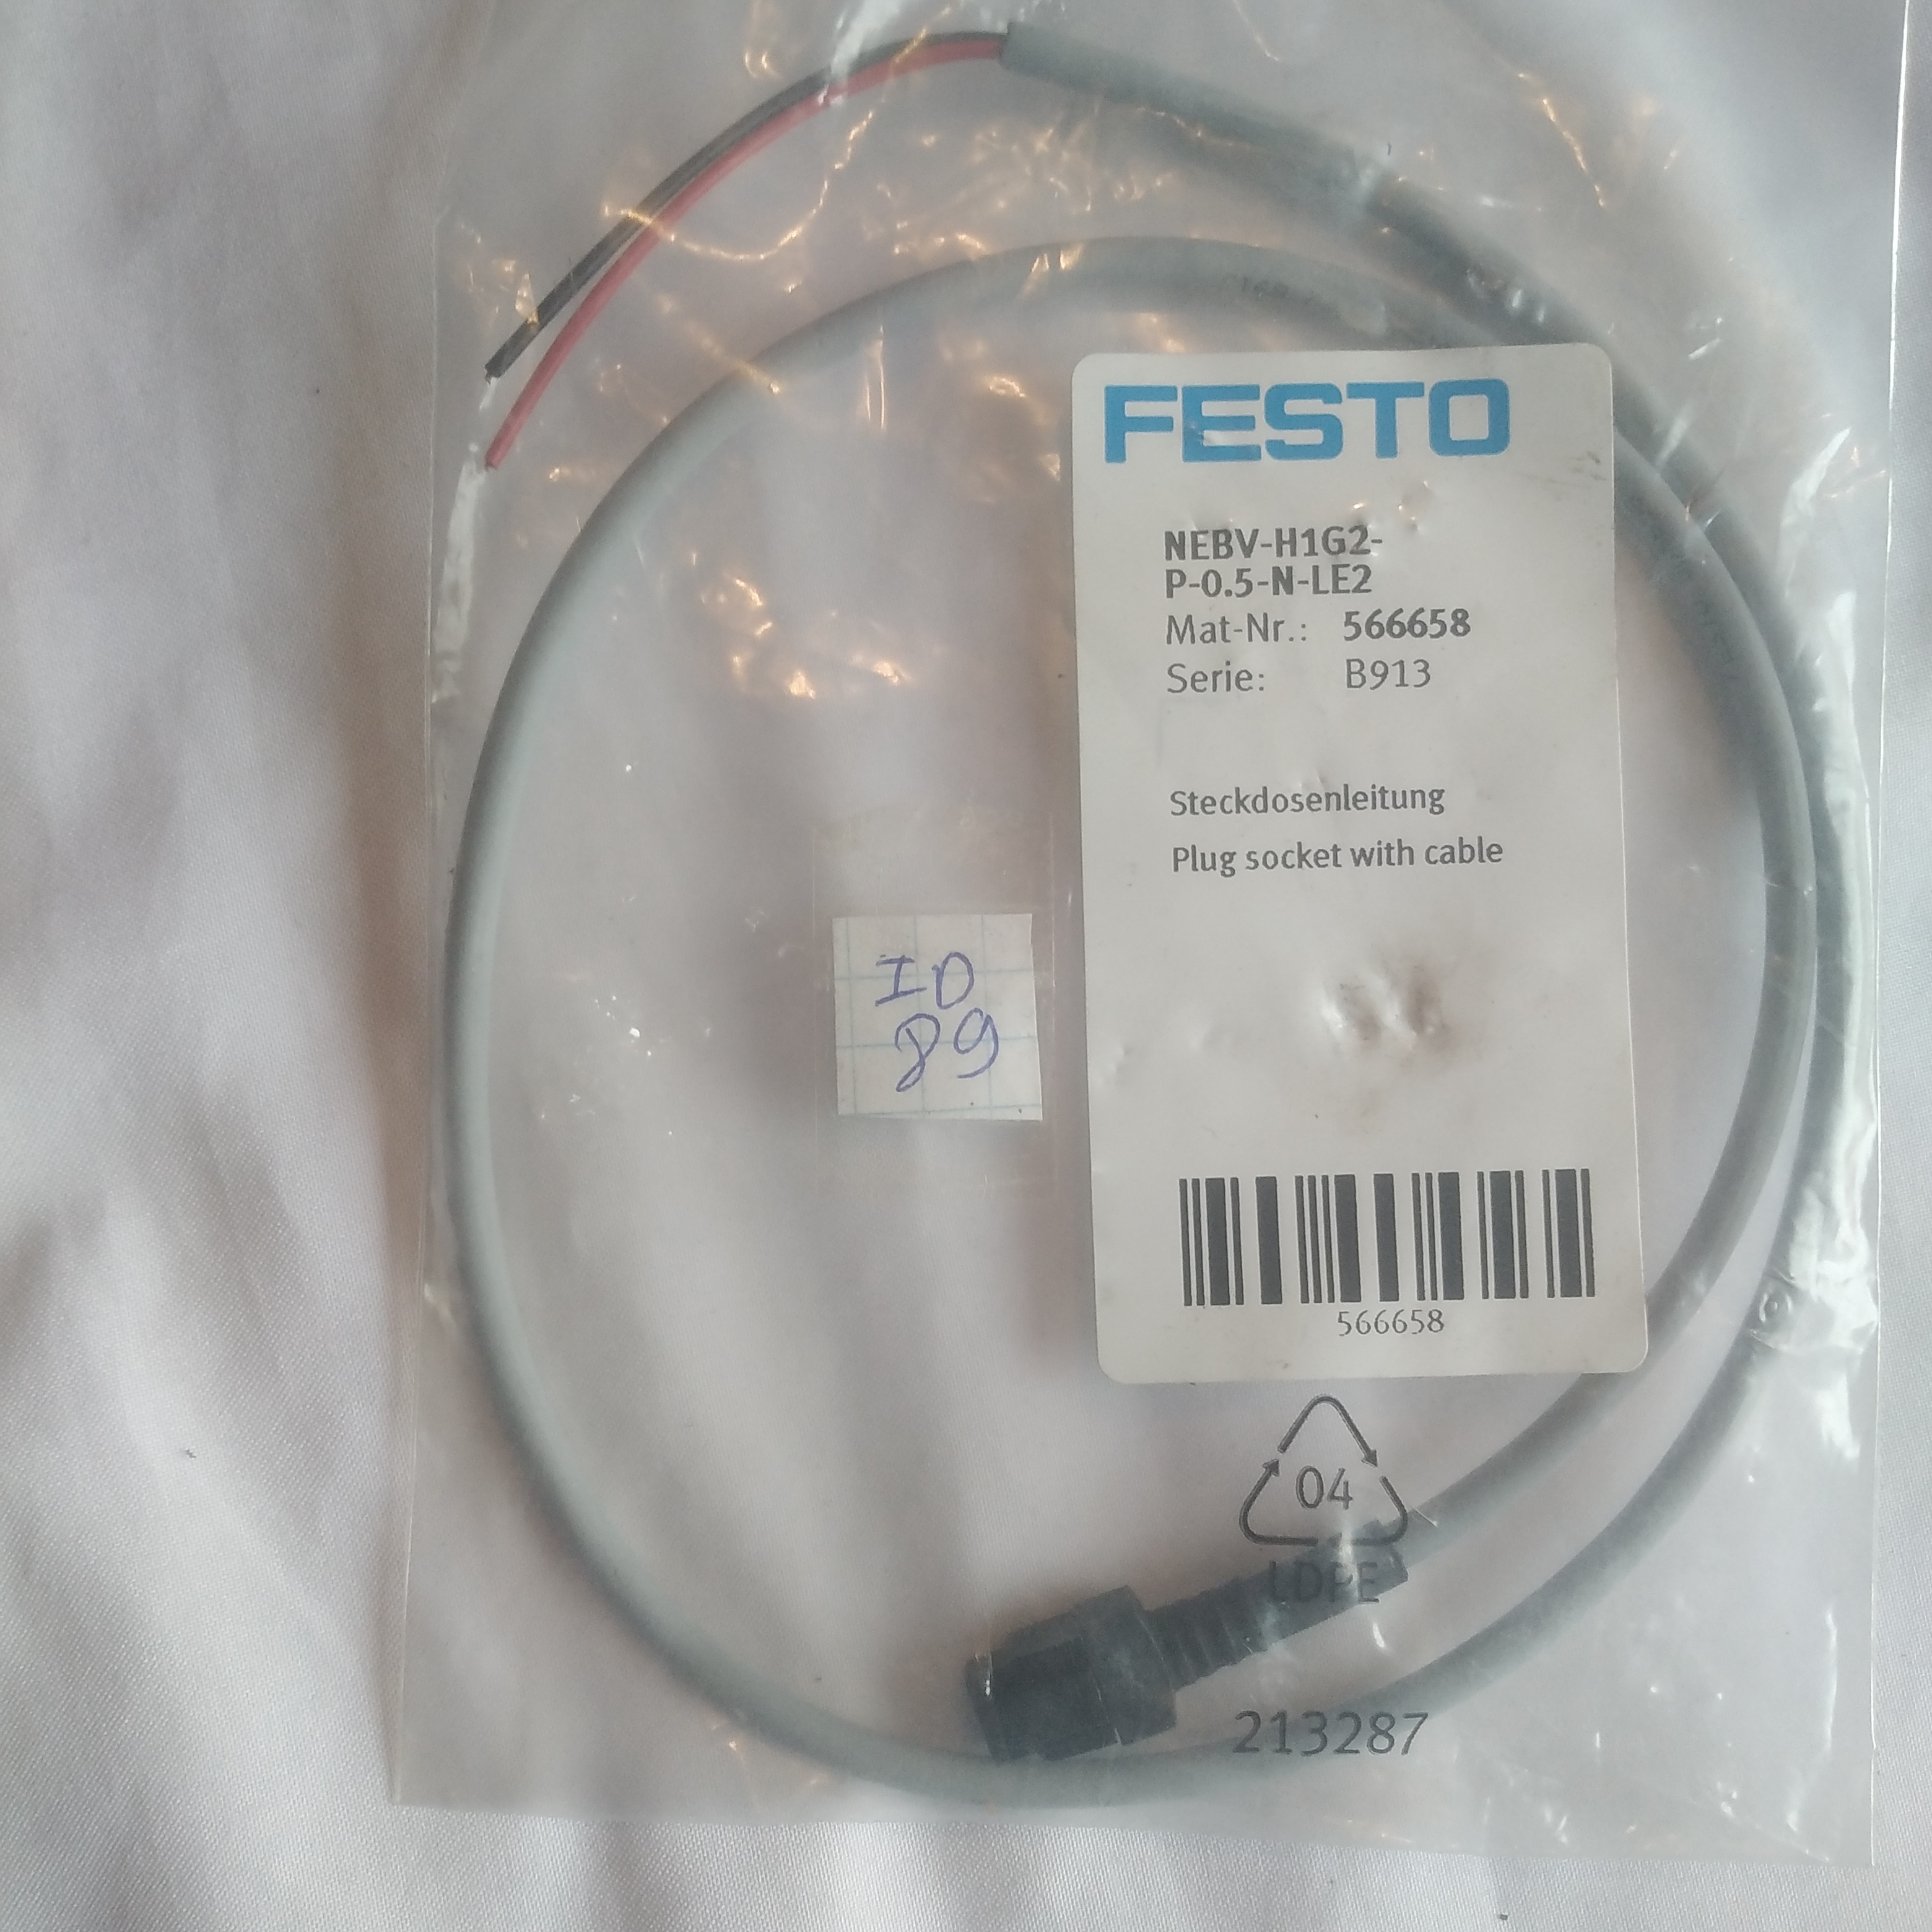 FESTO
NEBV-H1G2-
P-0.5-N-LE2
Mat-Nr.: 566658
Serie: B913
Steckdosenleitung
Plug socket with cable
ID
89
566658
04
LDPE
213287